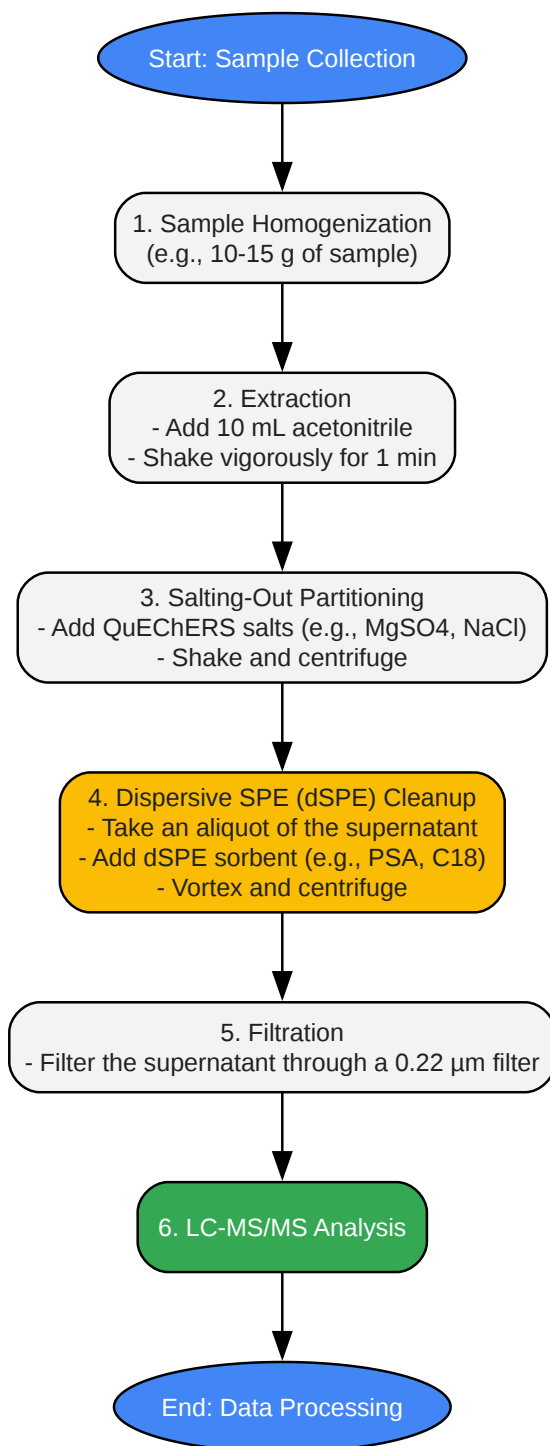 Start: Sample Collection
1. Sample Homogenization
(e.g., 10-15 g of sample)
2. Extraction
- Add 10 mL acetonitrile
- Shake vigorously for 1 min
3. Salting-Out Partitioning
- Add QuEChERS salts (e.g., MgSO4, NaCl)
- Shake and centrifuge
4. Dispersive SPE (dSPE) Cleanup
- Take an aliquot of the supernatant
- Add dSPE sorbent (e.g., PSA, C18)
- Vortex and centrifuge
5. Filtration
- Filter the supernatant through a 0.22 µm filter
6. LC-MS/MS Analysis
End: Data Processing